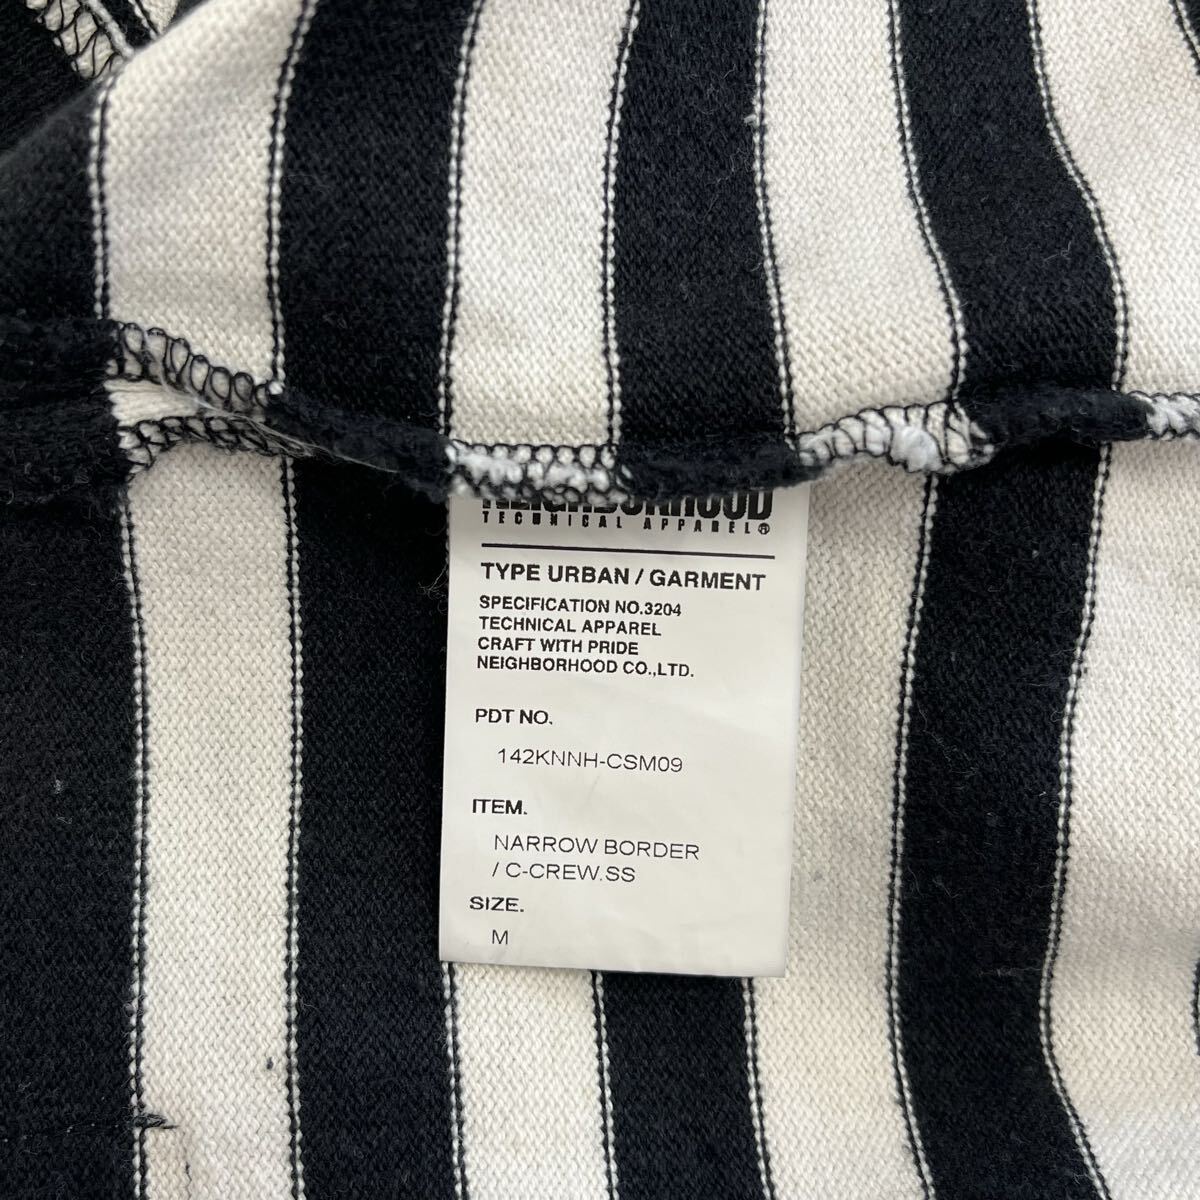 NEIGHBORHOOD
TECHNICAL APPAREL®
TYPE URBAN / GARMENT
SPECIFICATION NO.3204
TECHNICAL APPAREL
CRAFT WITH PRIDE
NEIGHBORHOOD CO.,LTD.
PDT NO.
142KNNH-CSM09
ITEM.
NARROW BORDER
/ C-CREW.SS
SIZE.
M